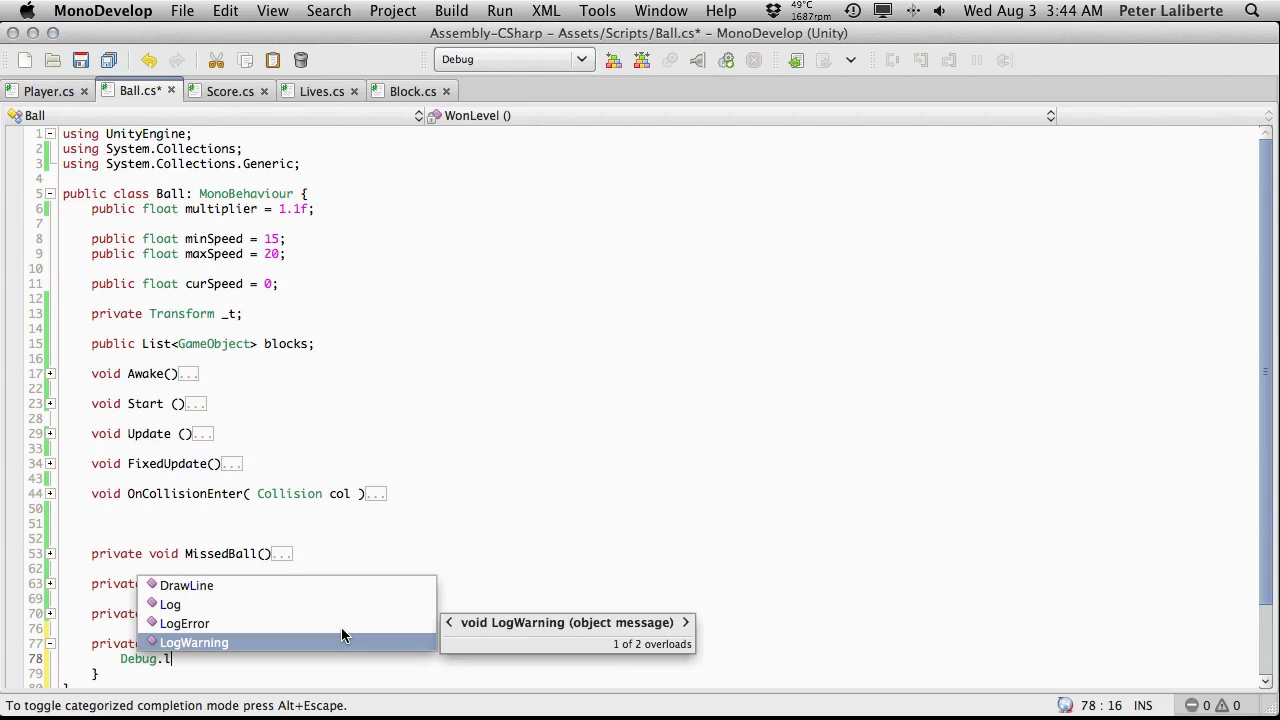 MonoDevelop File Edit View Search Project Build Run XML Tools Window Help 49°C 1687rpm Wed Aug 3 3:44 AM Peter Laliberte
Assembly-CSharp – Assets/Scripts/Ball.cs* – MonoDevelop (Unity)
Debug
Player.cs × Ball.cs* × Score.cs × Lives.cs × Block.cs ×
Ball WonLevel ()
1 using UnityEngine;
2 using System.Collections;
3 using System.Collections.Generic;
4
5 public class Ball: MonoBehaviour {
6 public float multiplier = 1.1f;
7
8 public float minSpeed = 15;
9 public float maxSpeed = 20;
10
11 public float curSpeed = 0;
12
13 private Transform _t;
14
15 public List<GameObject> blocks;
16
17 void Awake()...
22
23 void Start ()...
28
29 void Update ()...
33
34 void FixedUpdate()...
43
44 void OnCollisionEnter( Collision col )...
50
51
52
53 private void MissedBall()...
62
63 privat
DrawLine
69
Log
70 privat
LogError
< void LogWarning (object message) >
76
LogWarning
1 of 2 overloads
77 privat
78 Debug.l
79 }
80 }
To toggle categorized completion mode press Alt+Escape. 78 : 16 INS 0 0